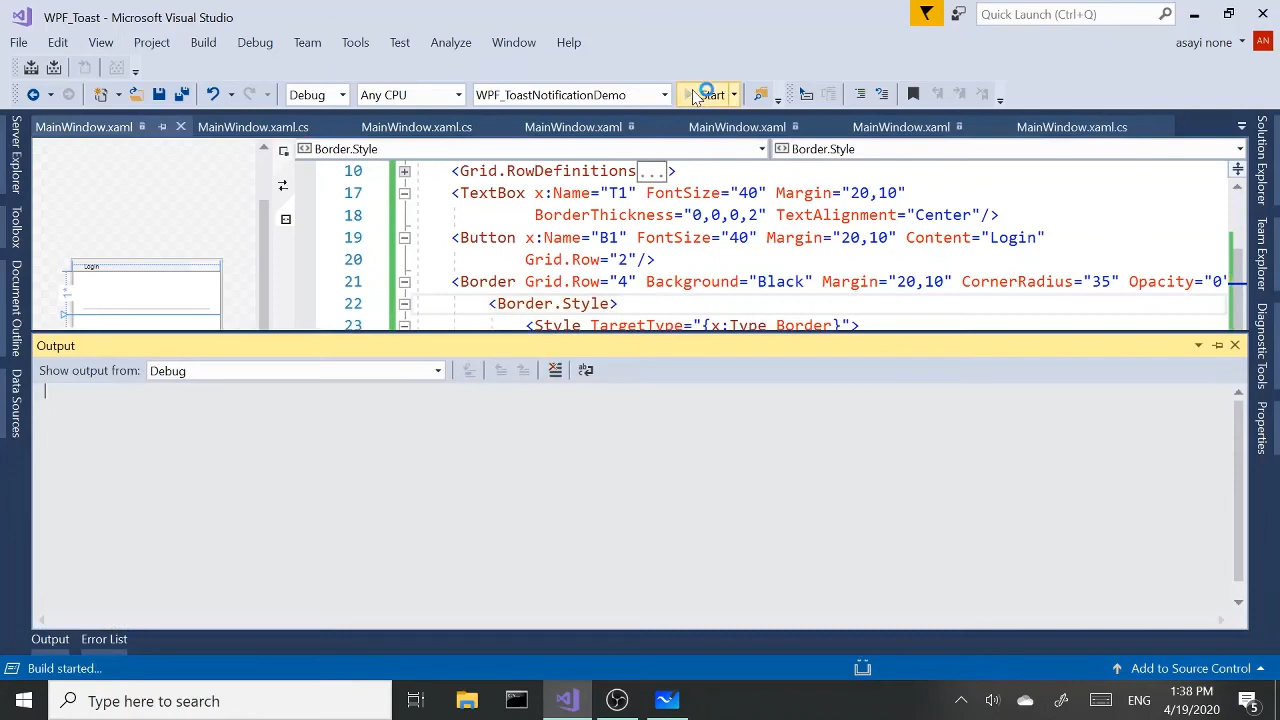 WPF_Toast - Microsoft Visual Studio
Quick Launch (Ctrl+Q)
File Edit View Project Build Debug Team Tools Test Analyze Window Help
asayi none
AN
Debug
Any CPU
WPF_ToastNotificationDemo
Start
MainWindow.xaml
MainWindow.xaml.cs
MainWindow.xaml.cs
MainWindow.xaml
MainWindow.xaml
MainWindow.xaml
MainWindow.xaml.cs
Server Explorer
Toolbox
Document Outline
Data Sources
Solution Explorer
Team Explorer
Diagnostic Tools
Properties
Border.Style
Border.Style
10 <Grid.RowDefinitions...>
17 <TextBox x:Name="T1" FontSize="40" Margin="20,10"
18 BorderThickness="0,0,0,2" TextAlignment="Center"/>
19 <Button x:Name="B1" FontSize="40" Margin="20,10" Content="Login"
20 Grid.Row="2"/>
21 <Border Grid.Row="4" Background="Black" Margin="20,10" CornerRadius="35" Opacity="0"
22 <Border.Style>
23 <Style TargetType="{x:Type Border}">
Login
Output
Show output from: Debug
Output Error List
Build started...
Add to Source Control
Type here to search
ENG
1:38 PM
4/19/2020
5